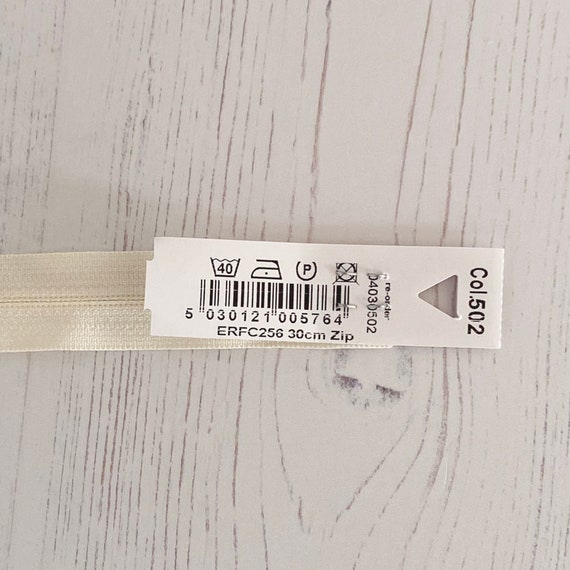 40
P
5 030121 005764
ERFC256 30cm Zip
re-order
04030502
Col.502